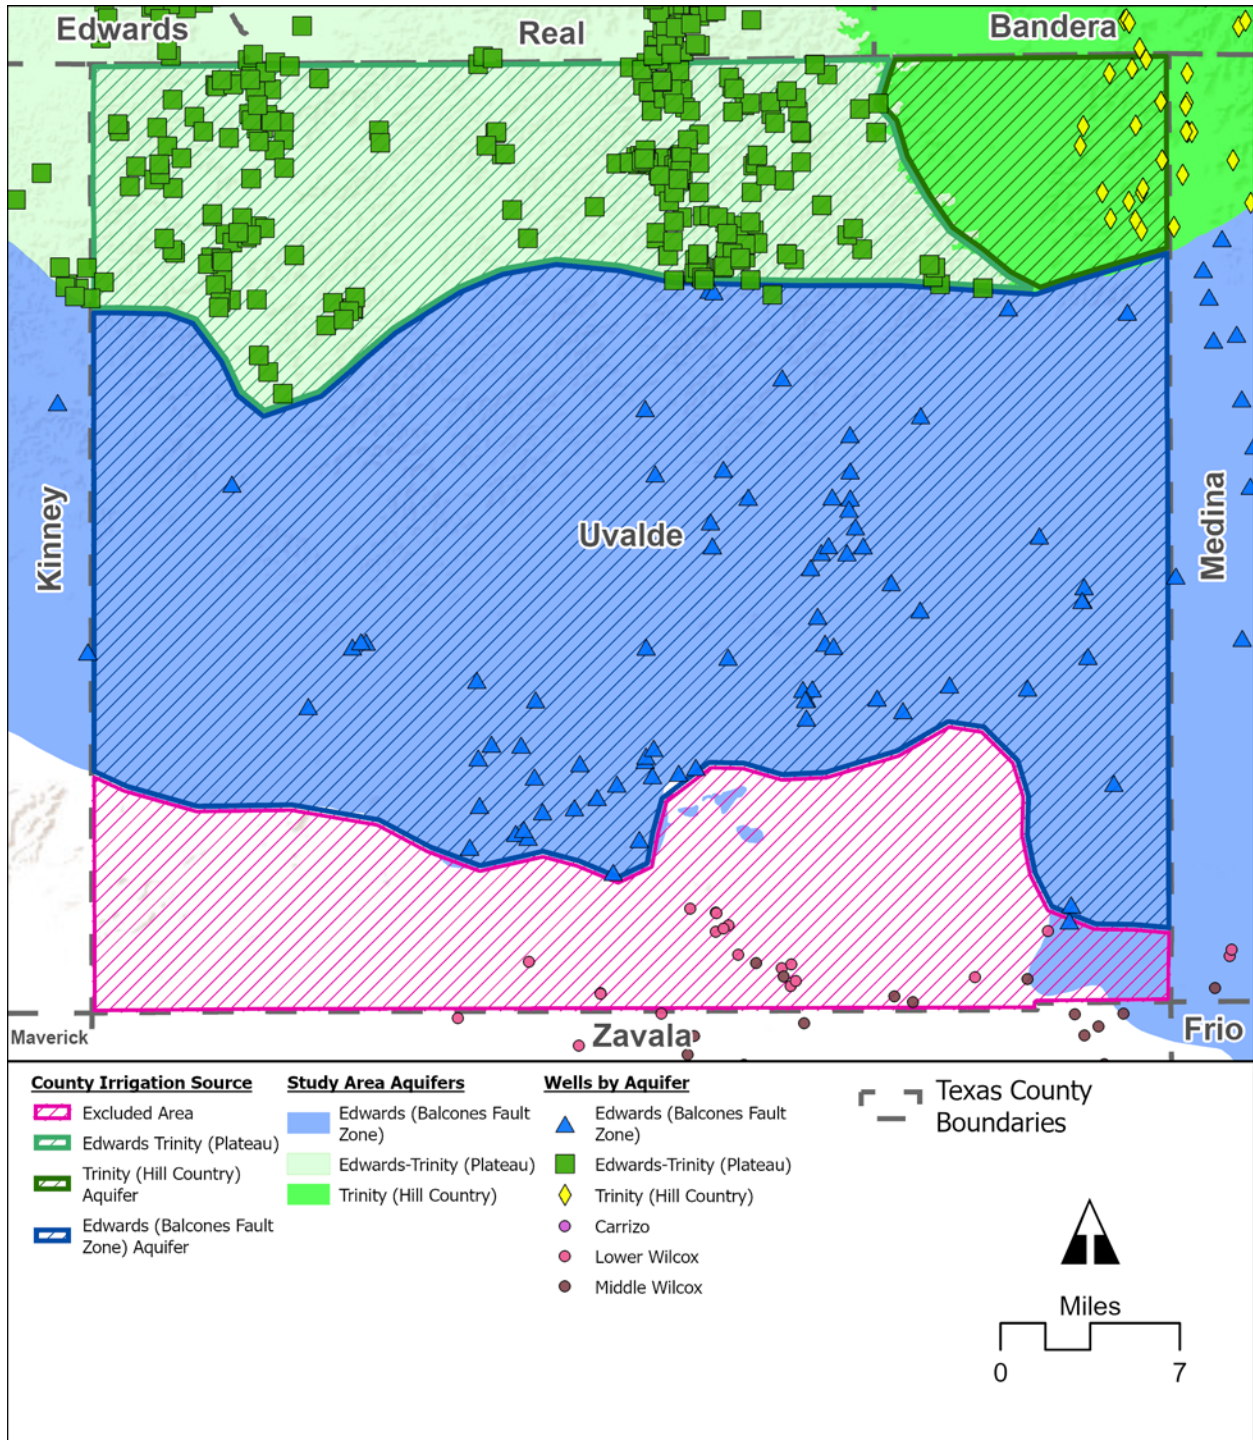 Edwards
Real
Bandera
Kinney
Uvalde
Medina
Maverick
Zavala
Frio
County Irrigation Source
Excluded Area
Edwards Trinity (Plateau)
Trinity (Hill Country)
Aquifer
Edwards (Balcones Fault
Zone) Aquifer
Study Area Aquifers
Edwards (Balcones Fault
Zone)
Edwards-Trinity (Plateau)
Trinity (Hill Country)
Wells by Aquifer
Edwards (Balcones Fault
Zone)
Edwards-Trinity (Plateau)
Trinity (Hill Country)
Carrizo
Lower Wilcox
Middle Wilcox
Texas County
Boundaries
Miles
0 7